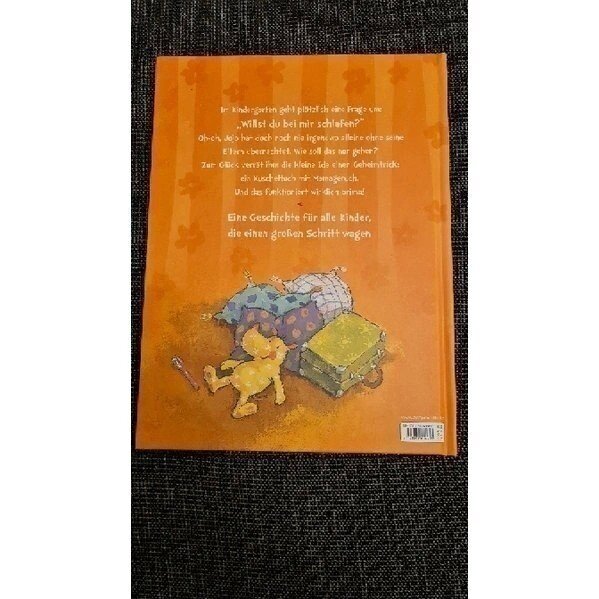 Im Kindergarten geht plötzlich eine Frage um:
„Willst du bei mir schlafen?"
Oh-oh, Jojo hat doch noch nie irgendwo alleine ohne seine
Eltern übernachtet. Wie soll das nur gehen?
Zum Glück verrät ihm die kleine Ida einen Geheimtrick:
ein Kuscheltuch mit Mamageruch.
Und das funktioniert wirklich prima!
Eine Geschichte für alle Kinder,
die einen großen Schritt wagen